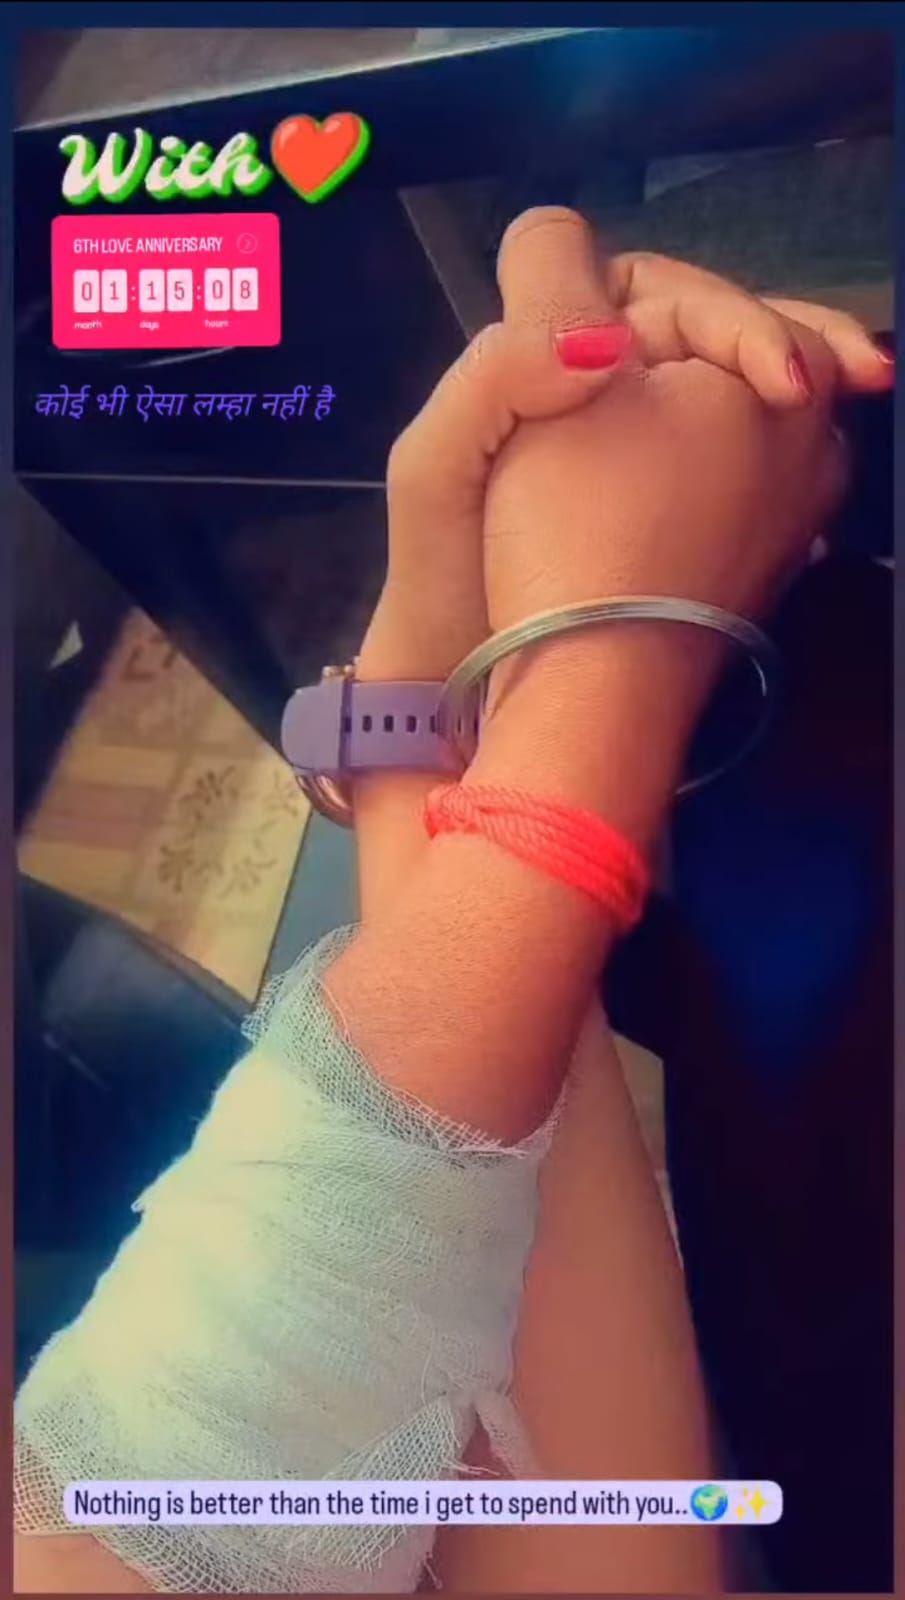 With❤️
6TH LOVE ANNIVERSARY
01:15:08
month days hours
कोई भी ऐसा लम्हा नहीं है
Nothing is better than the time i get to spend with you..🌍✨